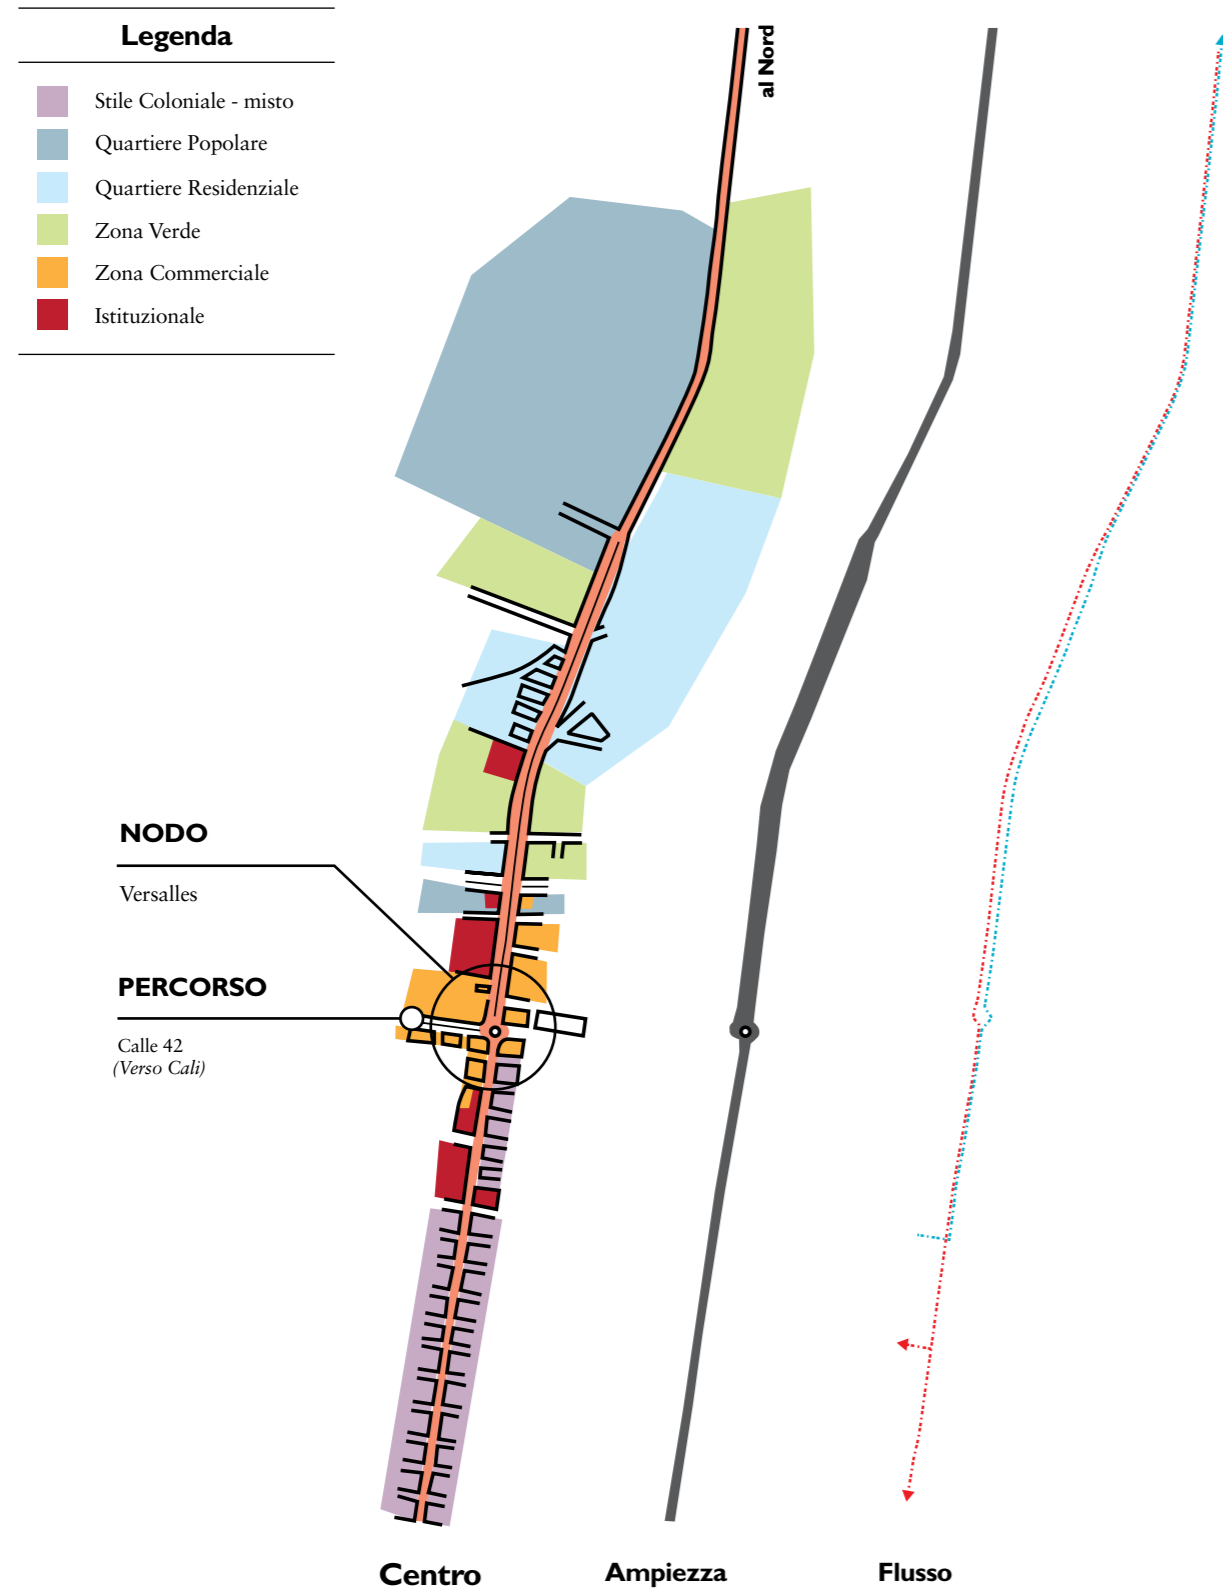 Legenda
Stile Coloniale - misto
Quartiere Popolare
Quartiere Residenziale
Zona Verde
Zona Commerciale
Istituzionale
al Nord
NODO
Versalles
PERCORSO
Calle 42
(Verso Cali)
Centro
Ampiezza
Flusso